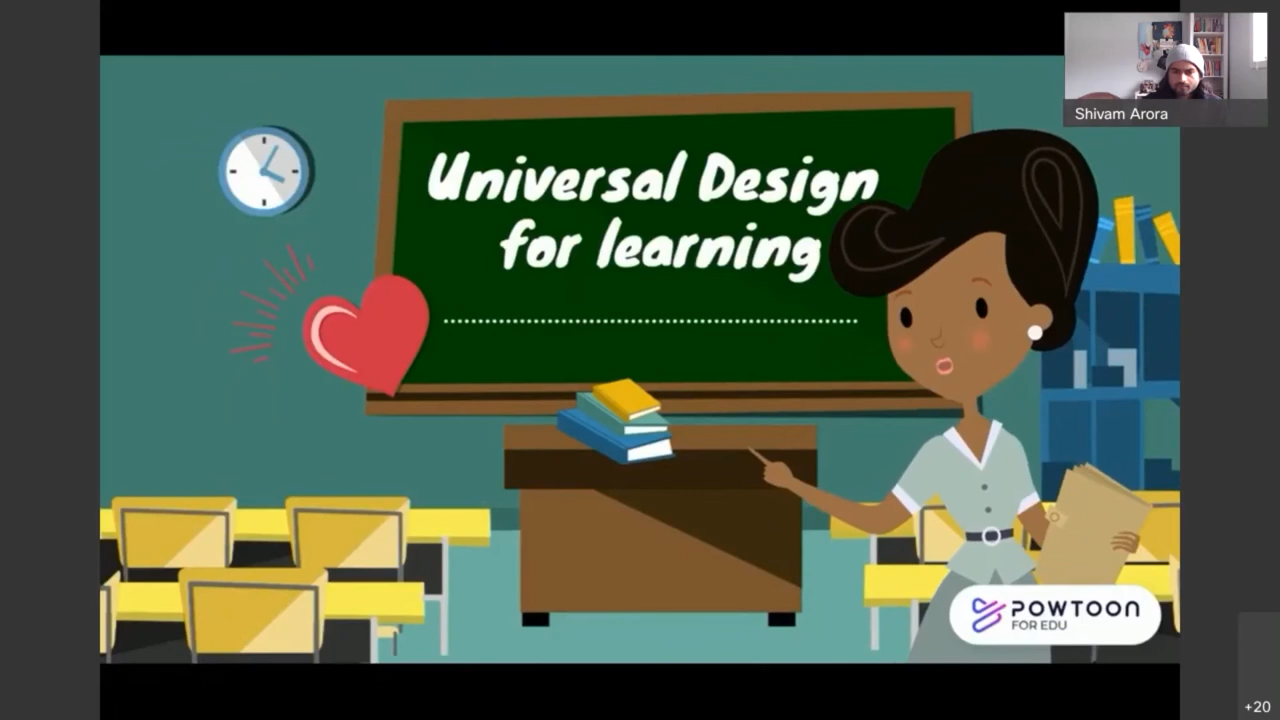 Shivam Arora
Universal Design
for learning
POWTOON
FOR EDU
+20